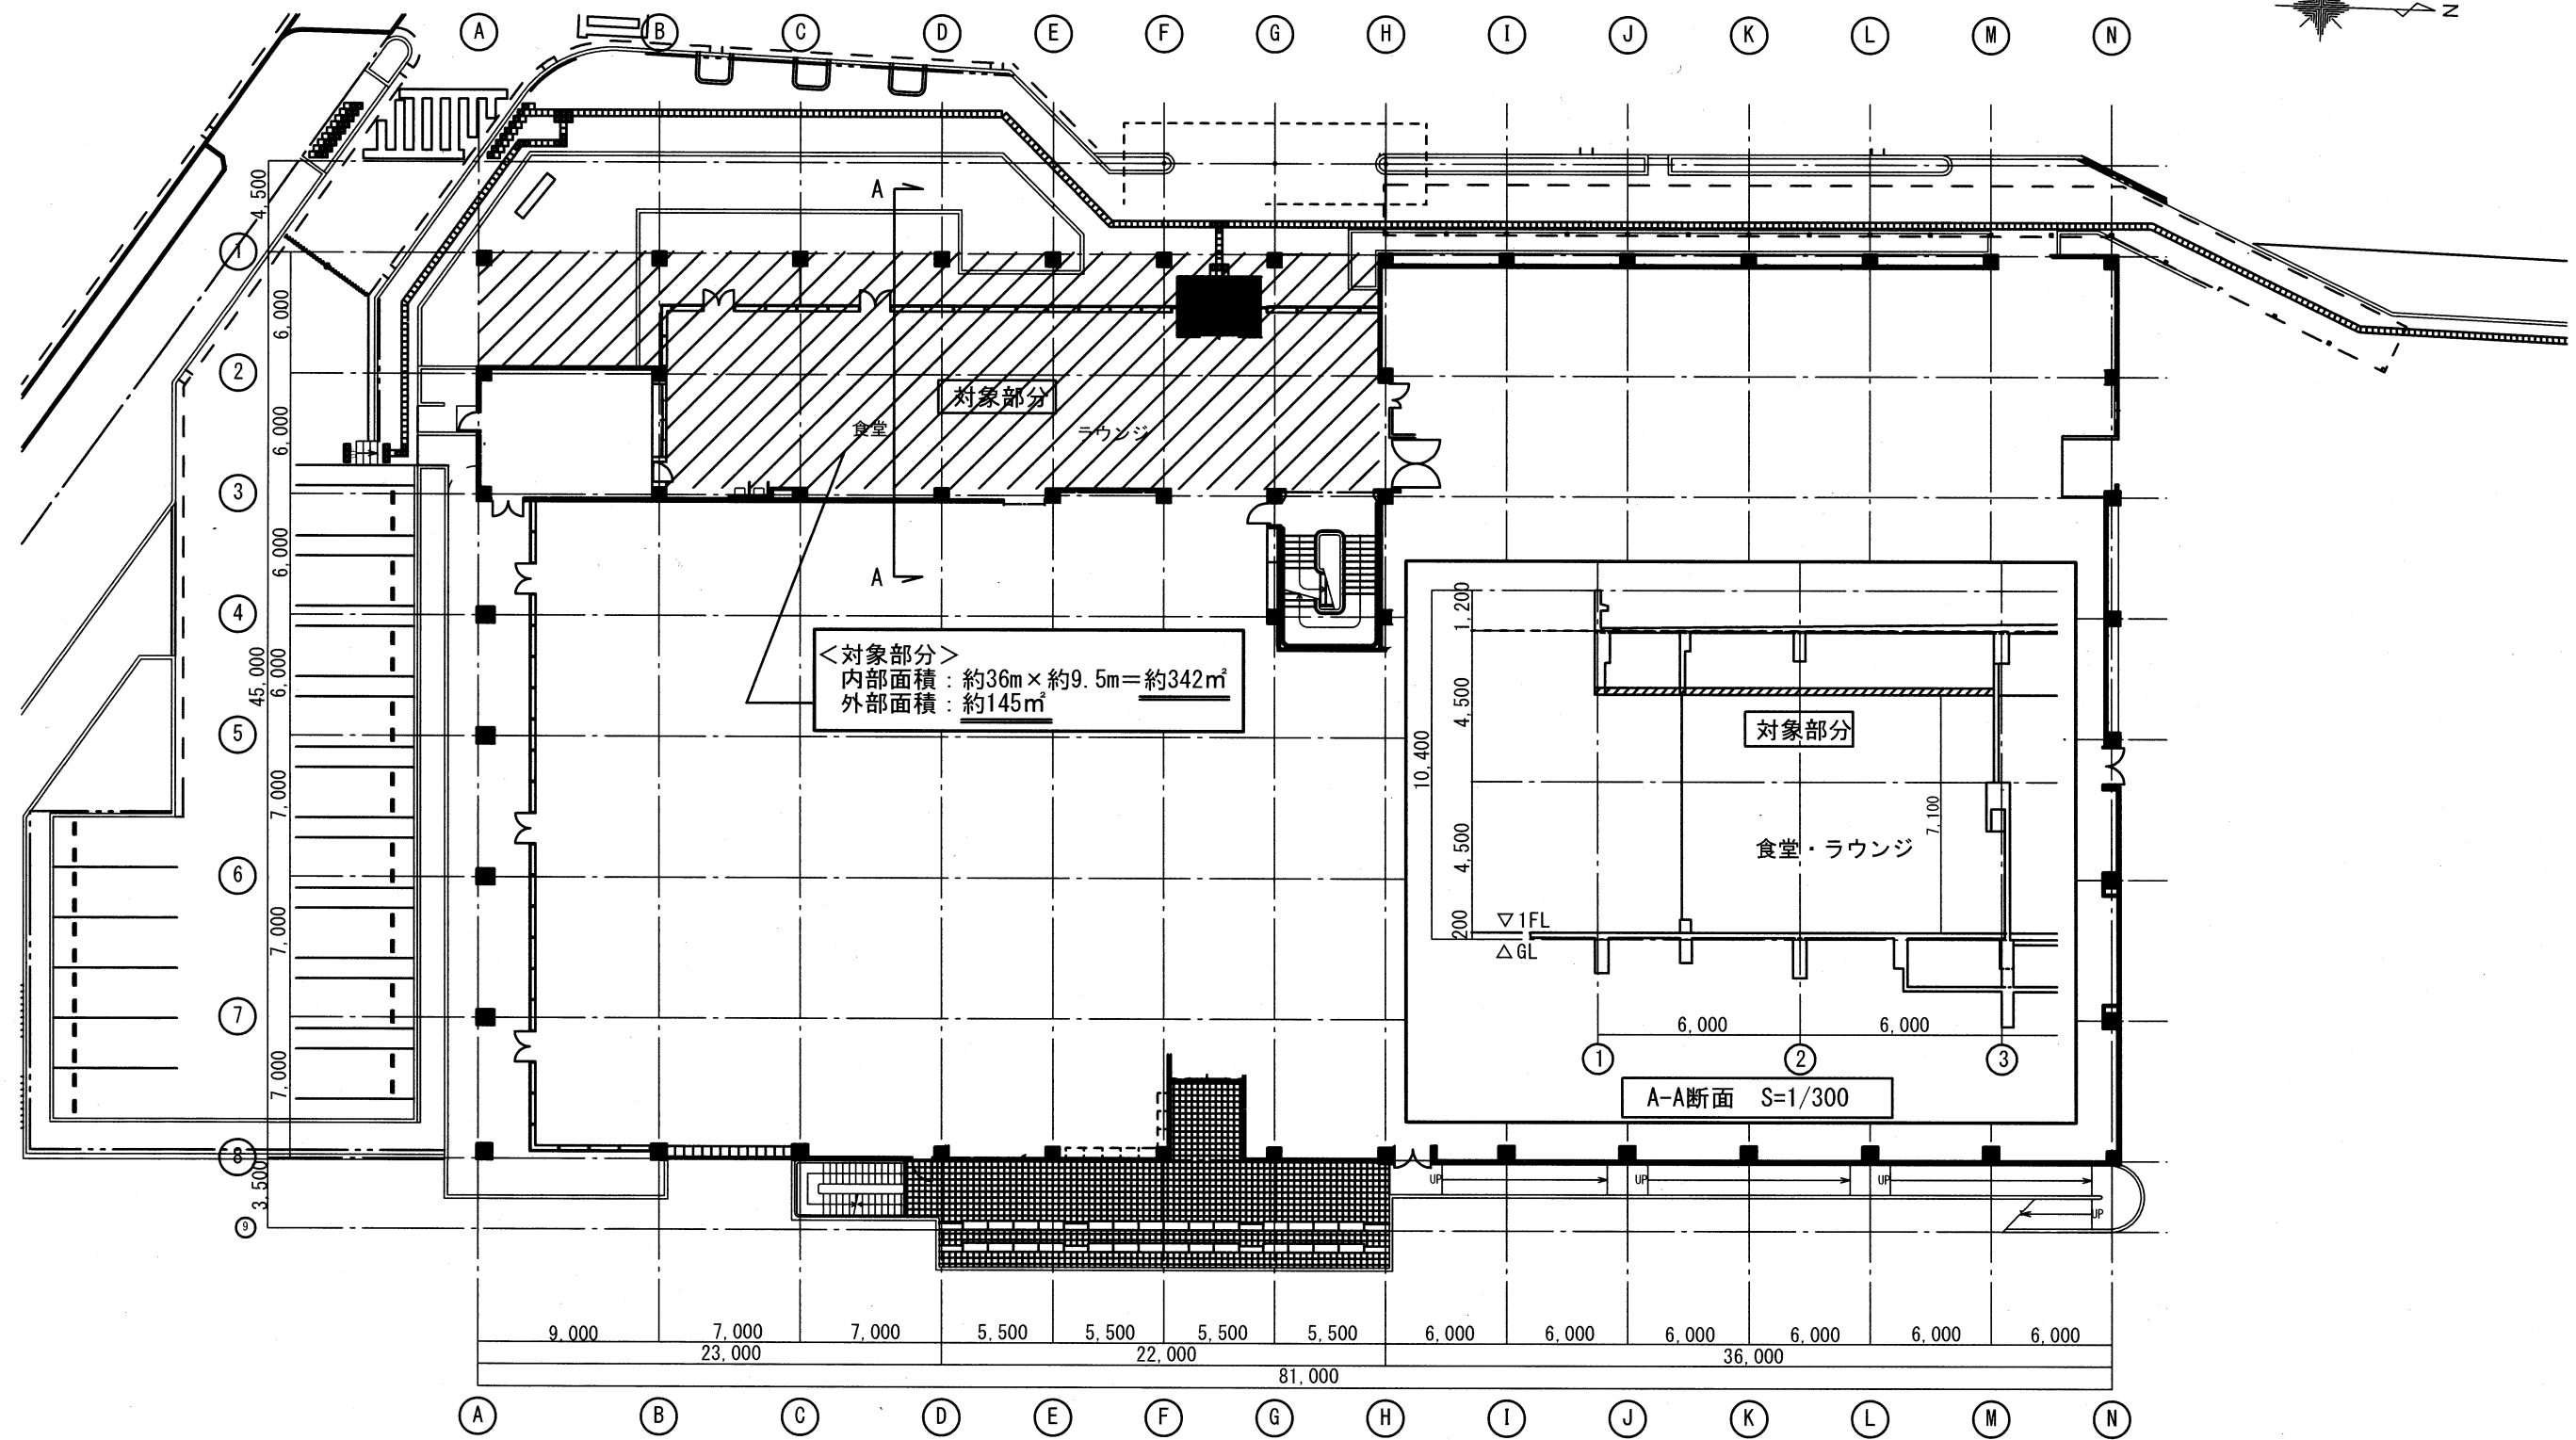 A B C D E F G H I J K L M N
N
4,500
1
6,000
2
6,000
3
6,000
4
6,000
45,000
5
7,000
6
7,000
7
7,000
8
3,500
9
A
対象部分
食堂
ラウンジ
A
＜対象部分＞
内部面積：約36m×約9.5m＝約342㎡
外部面積：約145㎡
1,200
4,500
10,400
対象部分
7,100
4,500
食堂・ラウンジ
▽1FL
200
△GL
6,000 6,000
1 2 3
A-A断面 S=1/300
UP UP UP
UP
9,000 7,000 7,000 5,500 5,500 5,500 5,500 6,000 6,000 6,000 6,000 6,000 6,000
23,000 22,000 36,000
81,000
A B C D E F G H I J K L M N